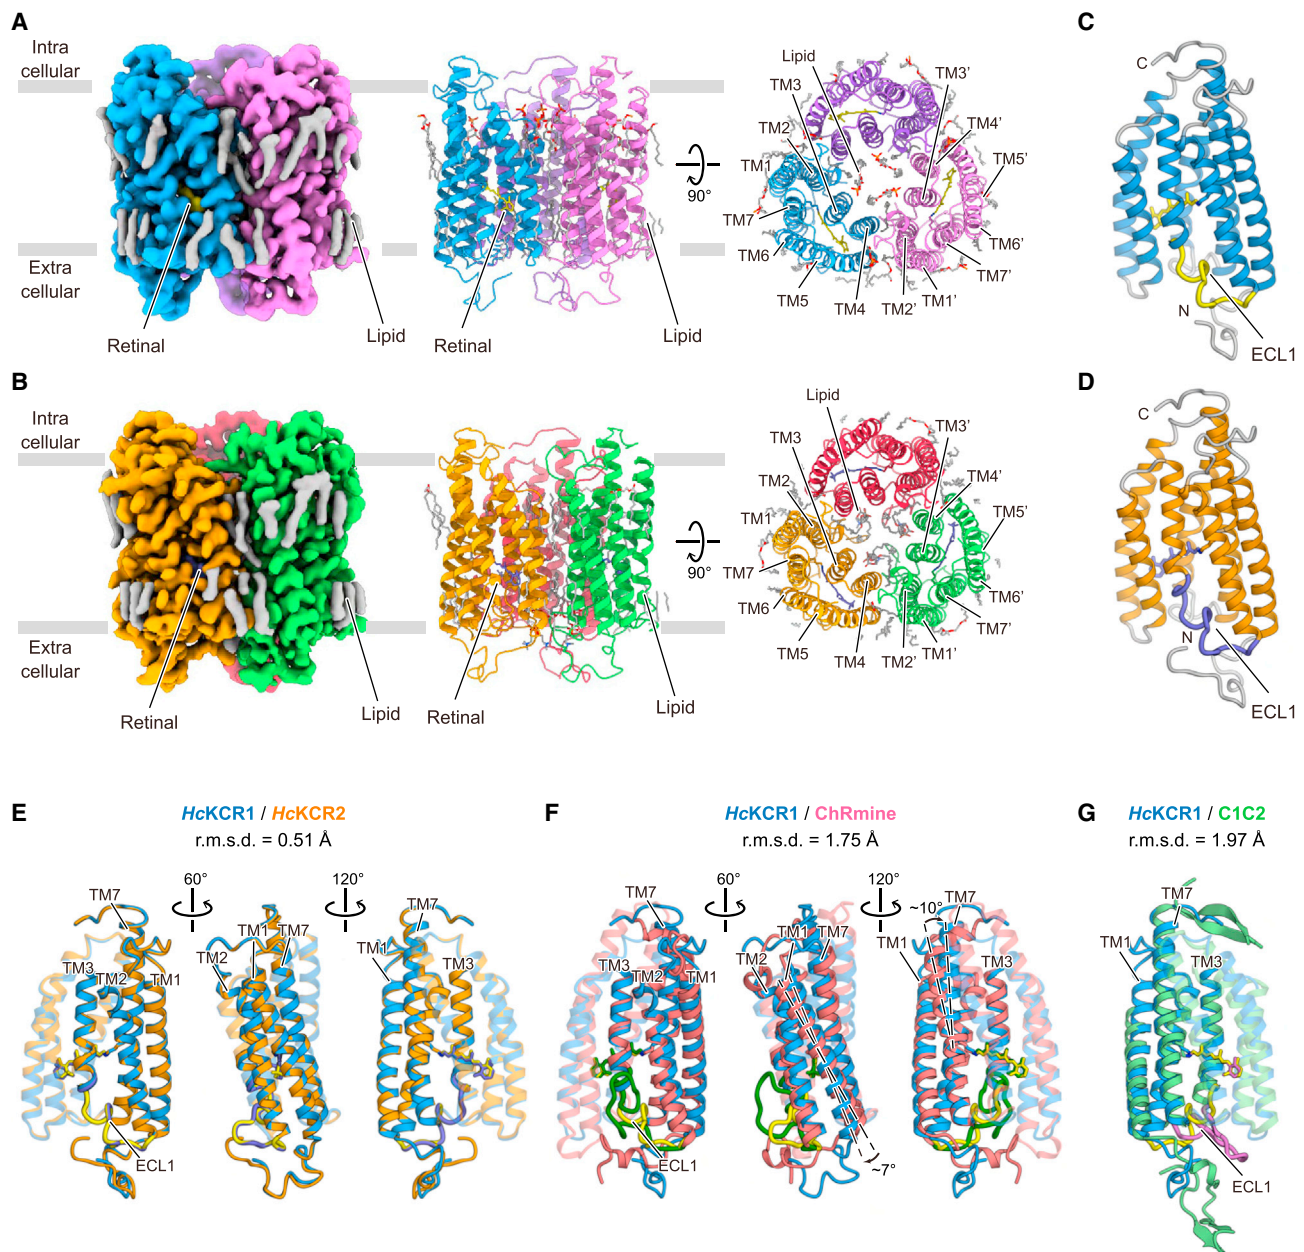 A
Intra
cellular
Extra
cellular
Retinal
Lipid
Retinal
Lipid
90°
Lipid
TM3
TM2
TM1
TM7
TM6
TM5
TM4
TM2'
TM1'
TM7'
TM6'
TM5'
TM4'
TM3'
C
C
N
ECL1
B
Intra
cellular
Extra
cellular
Retinal
Lipid
Retinal
Lipid
90°
Lipid
TM3
TM2
TM1
TM7
TM6
TM5
TM4
TM2'
TM1'
TM7'
TM6'
TM5'
TM4'
TM3'
D
C
N
ECL1
E
HcKCR1 / HcKCR2
r.m.s.d. = 0.51 Å
60°
120°
TM7
TM3
TM2
TM1
ECL1
TM2
TM1
TM7
TM7
TM1
TM3
F
HcKCR1 / ChRmine
r.m.s.d. = 1.75 Å
60°
120°
TM7
TM3
TM2
TM1
ECL1
TM2
TM1
TM7
~7°
~10°
TM7
TM1
TM3
G
HcKCR1 / C1C2
r.m.s.d. = 1.97 Å
TM7
TM1
TM3
ECL1